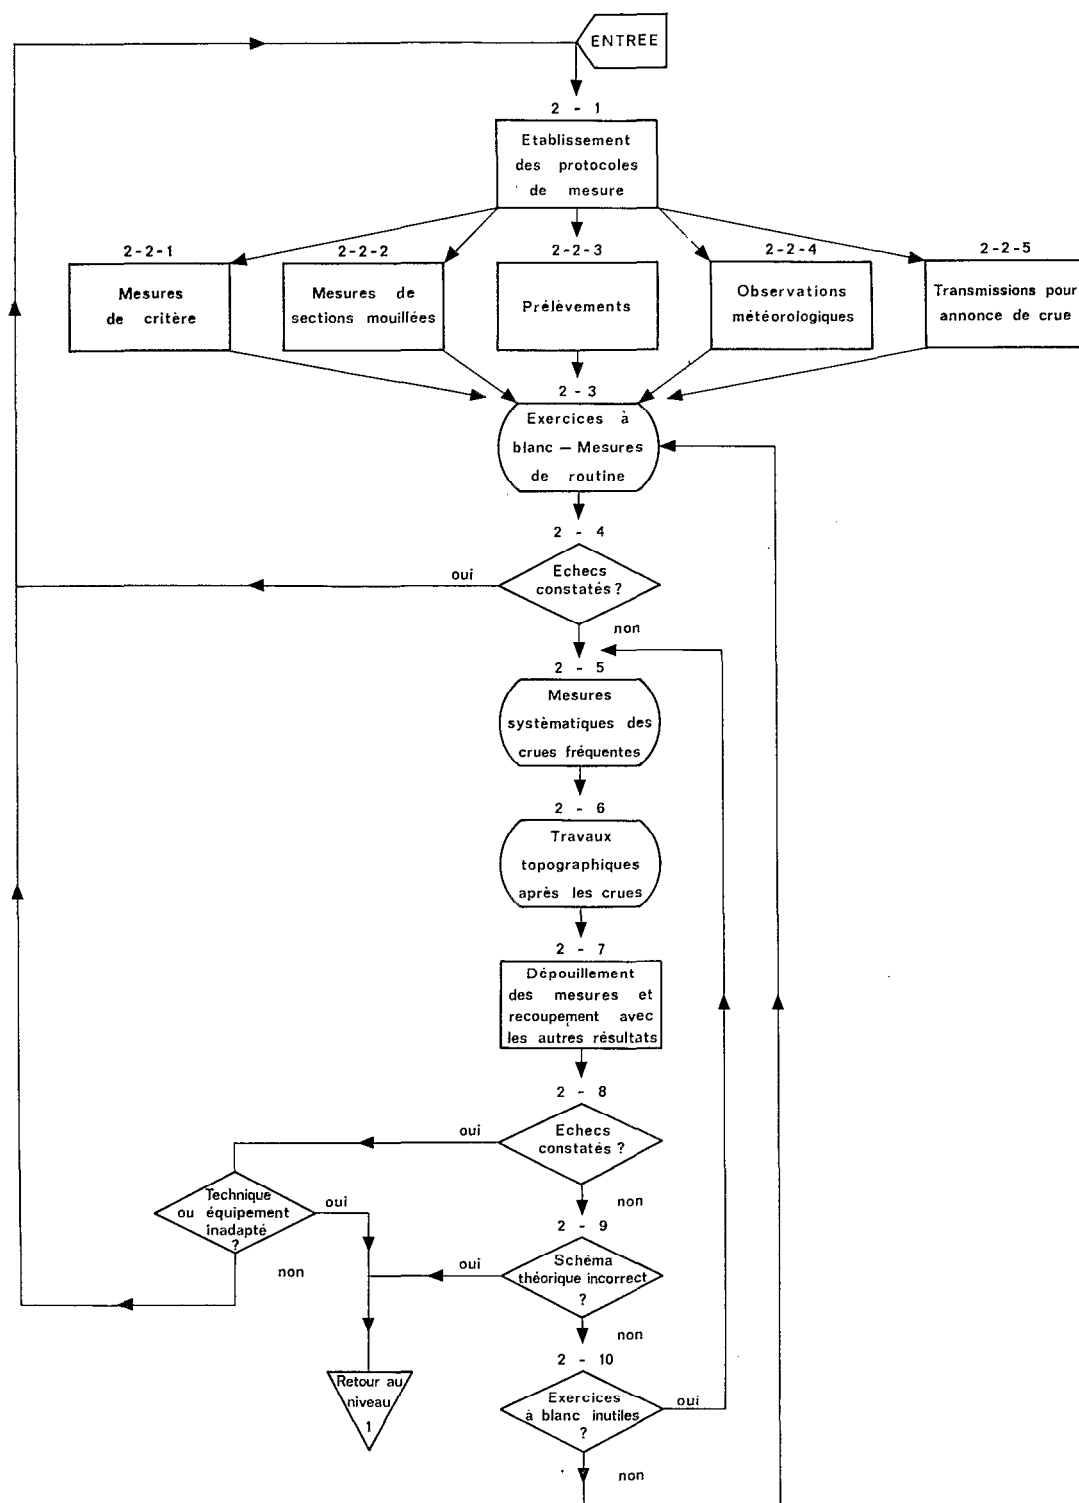 ENTREE
2 - 1
Etablissement
des protocoles
de mesure
2-2-1
Mesures
de critère
2-2-2
Mesures de
sections mouillées
2-2-3
Prélèvements
2-2-4
Observations
météorologiques
2-2-5
Transmissions pour
annonce de crue
2 - 3
Exercices à
blanc — Mesures
de routine
2 - 4
Echecs
constatés ?
oui
non
2 - 5
Mesures
systèmatiques des
crues fréquentes
2 - 6
Travaux
topographiques
après les crues
2 - 7
Dépouillement
des mesures et
recoupement avec
les autres résultats
2 - 8
Echecs
constatés ?
oui
non
Technique
ou équipement
inadapté
?
oui
non
2 - 9
Schéma
théorique incorrect
?
oui
non
Retour au
niveau
1
2 - 10
Exercices
à blanc inutiles
?
oui
non